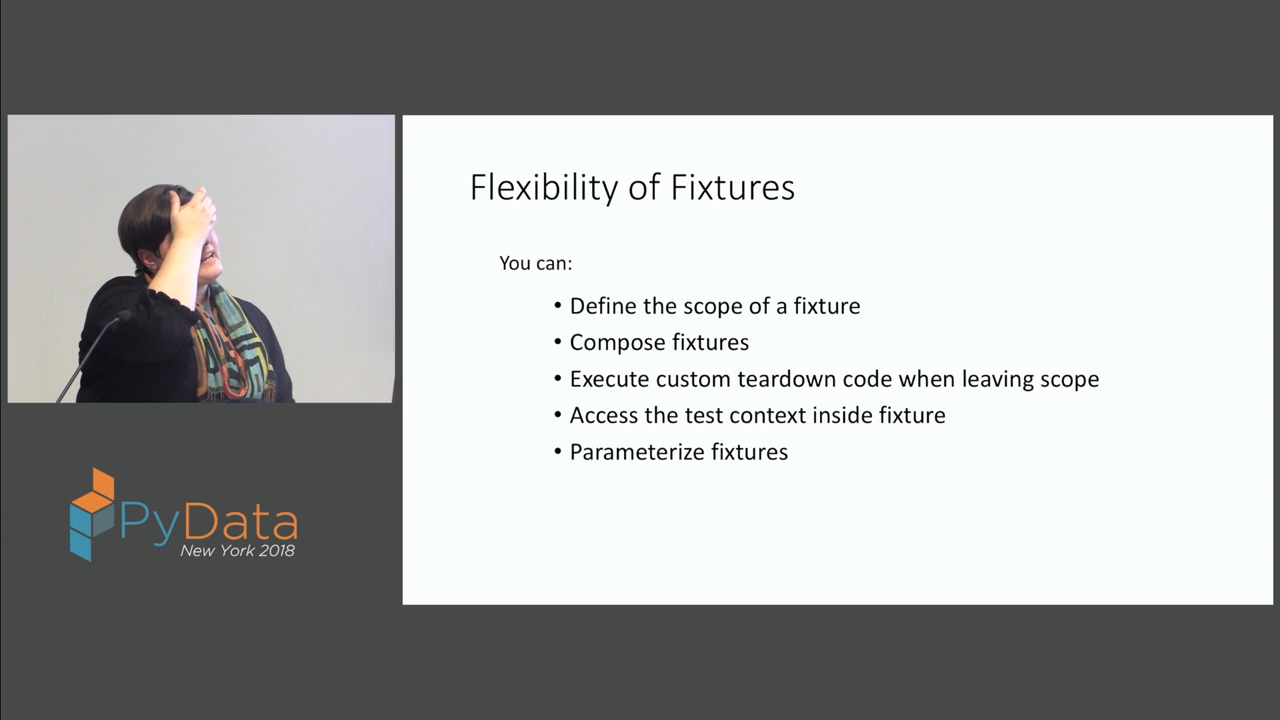 Flexibility of Fixtures
You can:
• Define the scope of a fixture
• Compose fixtures
• Execute custom teardown code when leaving scope
• Access the test context inside fixture
• Parameterize fixtures
PyData
New York 2018